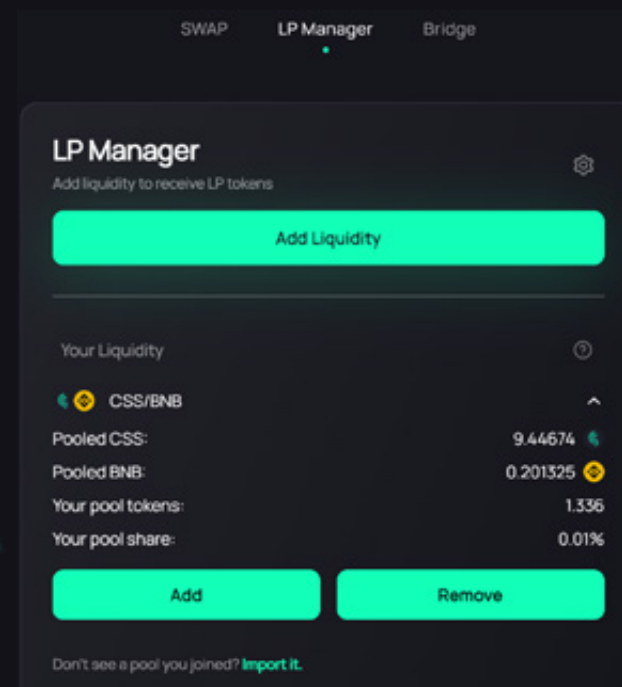 SWAP LP Manager Bridge
LP Manager
Add liquidity to receive LP tokens
Add Liquidity
Your Liquidity
CSS/BNB
Pooled CSS: 9.44674
Pooled BNB: 0.201325
Your pool tokens: 1.336
Your pool share: 0.01%
Add Remove
Don't see a pool you joined? Import it.